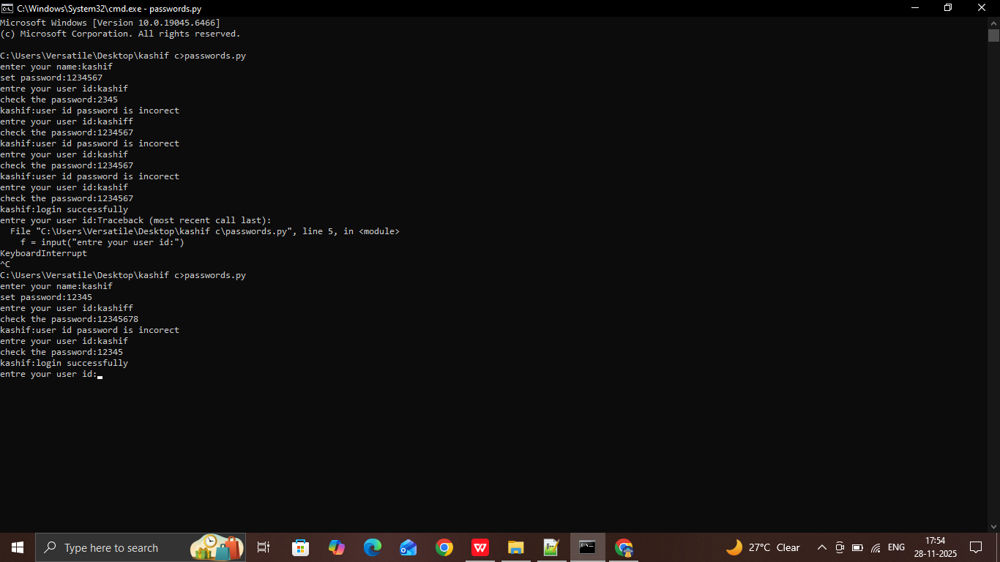 C:\Windows\System32\cmd.exe - passwords.py
Microsoft Windows [Version 10.0.19045.6466]
(c) Microsoft Corporation. All rights reserved.
C:\Users\Versatile\Desktop\kashif c>passwords.py
enter your name:kashif
set password:1234567
entre your user id:kashif
check the password:2345
kashif:user id password is incorect
entre your user id:kashiff
check the password:1234567
kashif:user id password is incorect
entre your user id:kashif
check the password:1234567
kashif:user id password is incorect
entre your user id:kashif
check the password:1234567
kashif:login successfully
entre your user id:Traceback (most recent call last):
  File "C:\Users\Versatile\Desktop\kashif c\passwords.py", line 5, in <module>
    f = input("entre your user id:")
KeyboardInterrupt
^C
C:\Users\Versatile\Desktop\kashif c>passwords.py
enter your name:kashif
set password:12345
entre your user id:kashiff
check the password:12345678
kashif:user id password is incorect
entre your user id:kashif
check the password:12345
kashif:login successfully
entre your user id:
Type here to search
27°C Clear
ENG
17:54
28-11-2025